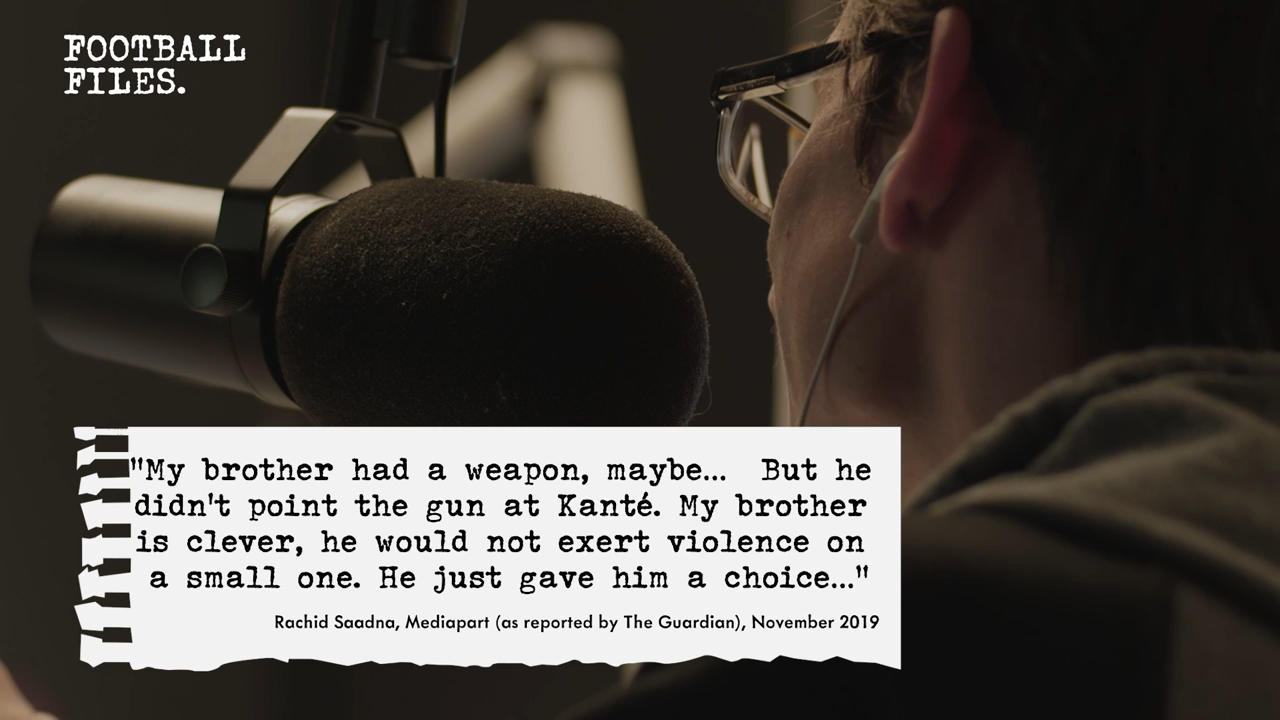 FOOTBALL
FILES.
"My brother had a weapon, maybe... But he
didn't point the gun at Kanté. My brother
is clever, he would not exert violence on
a small one. He just gave him a choice..."
Rachid Saadna, Mediapart (as reported by The Guardian), November 2019